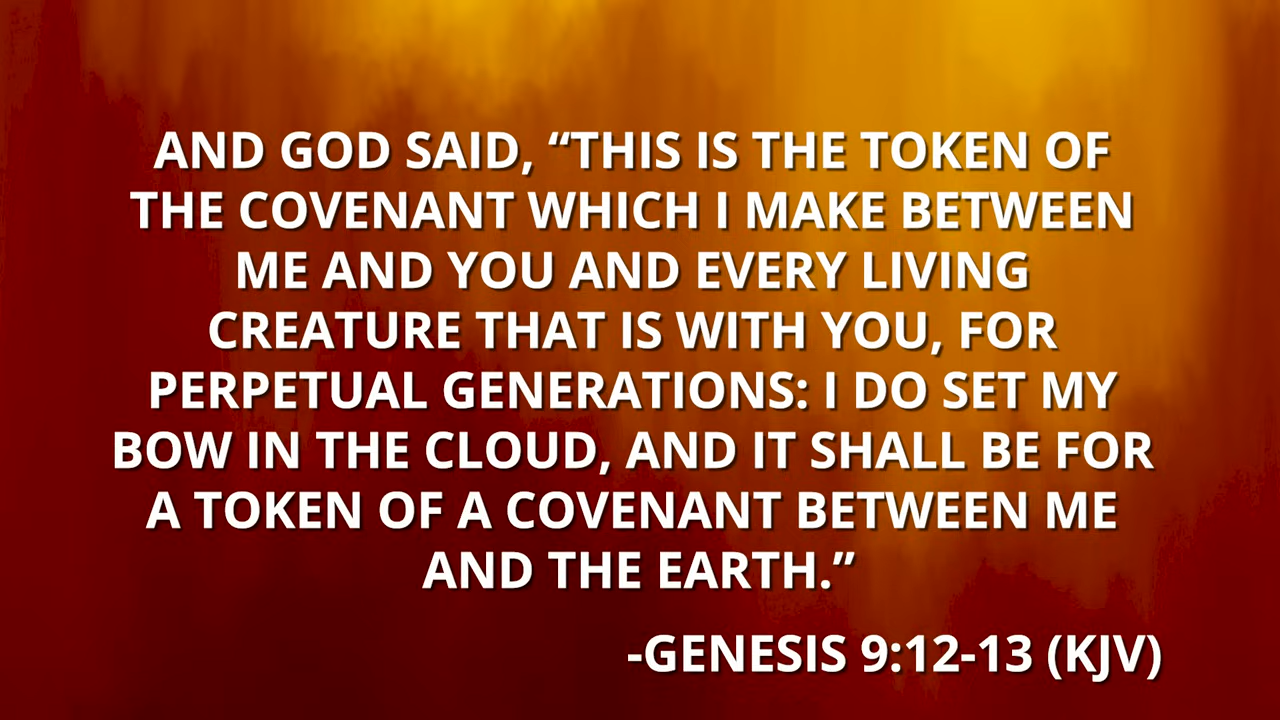 AND GOD SAID, “THIS IS THE TOKEN OF
THE COVENANT WHICH I MAKE BETWEEN
ME AND YOU AND EVERY LIVING
CREATURE THAT IS WITH YOU, FOR
PERPETUAL GENERATIONS: I DO SET MY
BOW IN THE CLOUD, AND IT SHALL BE FOR
A TOKEN OF A COVENANT BETWEEN ME
AND THE EARTH.”
-GENESIS 9:12-13 (KJV)